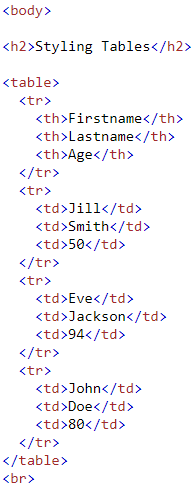 <body>
<h2>Styling Tables</h2>
<table>
<tr>
<th>Firstname</th>
<th>Lastname</th>
<th>Age</th>
</tr>
<tr>
<td>Jill</td>
<td>Smith</td>
<td>50</td>
</tr>
<tr>
<td>Eve</td>
<td>Jackson</td>
<td>94</td>
</tr>
<tr>
<td>John</td>
<td>Doe</td>
<td>80</td>
</tr>
</table>
<br>